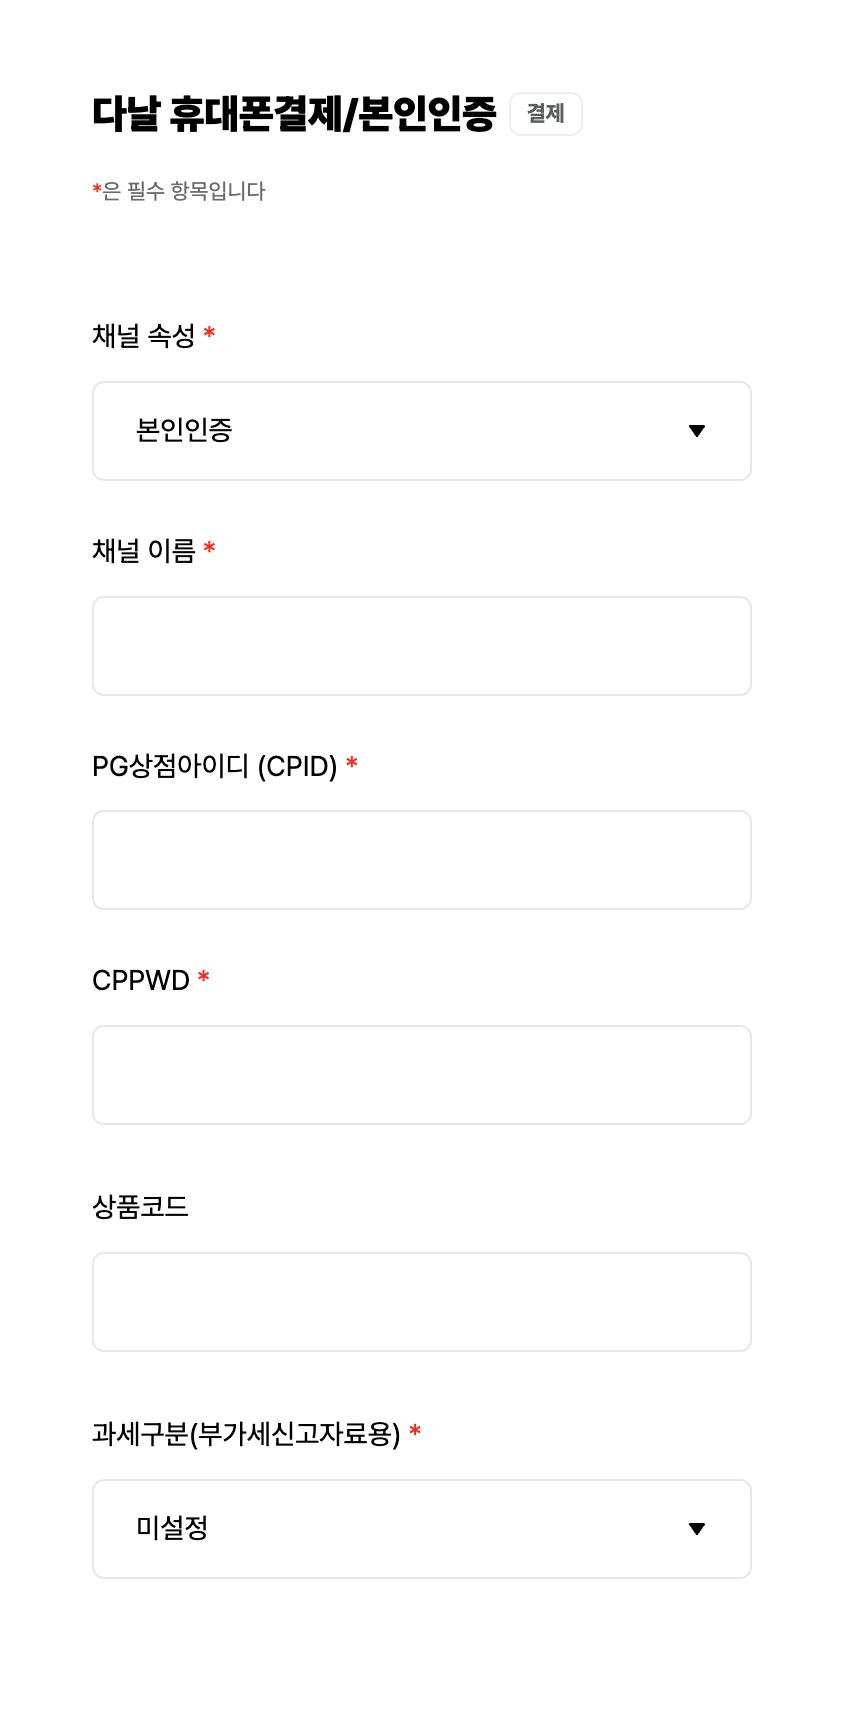 다날 휴대폰결제/본인인증 결제
*은 필수 항목입니다
채널 속성 *
본인인증
채널 이름 *
PG상점아이디 (CPID) *
CPPWD *
상품코드
과세구분(부가세신고자료용) *
미설정